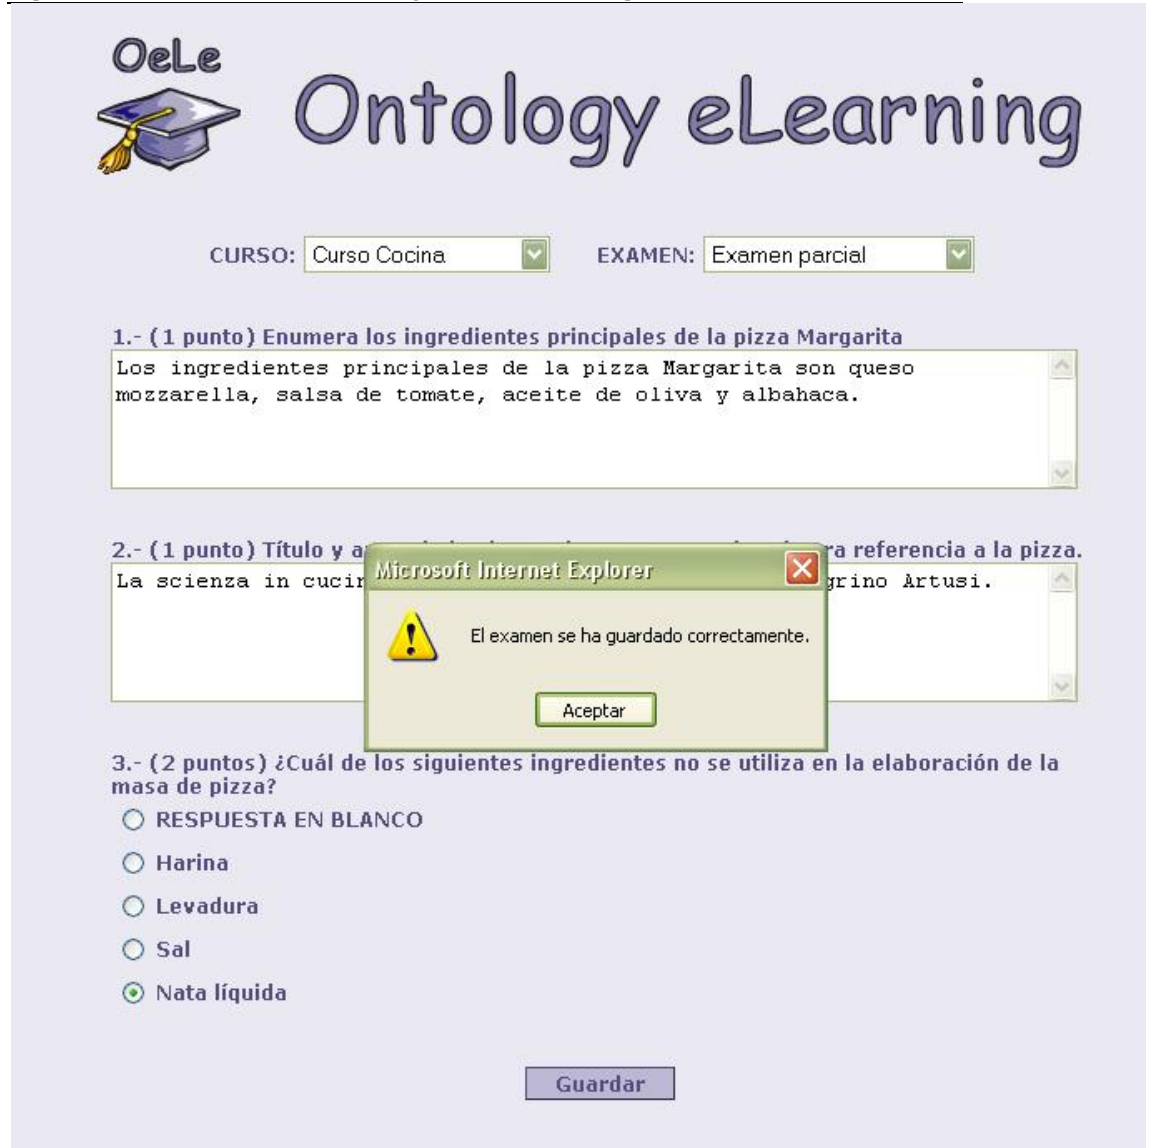 OeLe
Ontology eLearning
CURSO: Curso Cocina EXAMEN: Examen parcial
1.- (1 punto) Enumera los ingredientes principales de la pizza Margarita
Los ingredientes principales de la pizza Margarita son queso
mozzarella, salsa de tomate, aceite de oliva y albahaca.
2.- (1 punto) Título y referencia a la pizza.
La scienza in Artusi.
Microsoft Internet Explorer
El examen se ha guardado correctamente.
Aceptar
3.- (2 puntos) ¿Cuál de los siguientes ingredientes no se utiliza en la elaboración de la
masa de pizza?
RESPUESTA EN BLANCO
Harina
Levadura
Sal
Nata líquida
Guardar